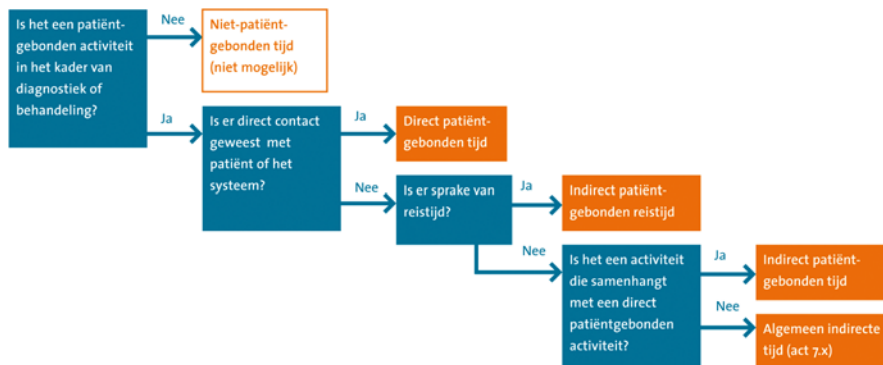 Is het een patiënt-
gebonden activiteit
in het kader van
diagnostiek of
behandeling?
Nee
Niet-patiënt-
gebonden tijd
(niet mogelijk)
Ja
Is er direct contact
geweest met
patiënt of het
systeem?
Ja
Direct patiënt-
gebonden tijd
Nee
Is er sprake van
reistijd?
Ja
Indirect patiënt-
gebonden reistijd
Nee
Is het een activiteit
die samenhangt
met een direct
patiëntgebonden
activiteit?
Ja
Indirect patiënt-
gebonden tijd
Nee
Algemeen indirecte
tijd (act 7.x)